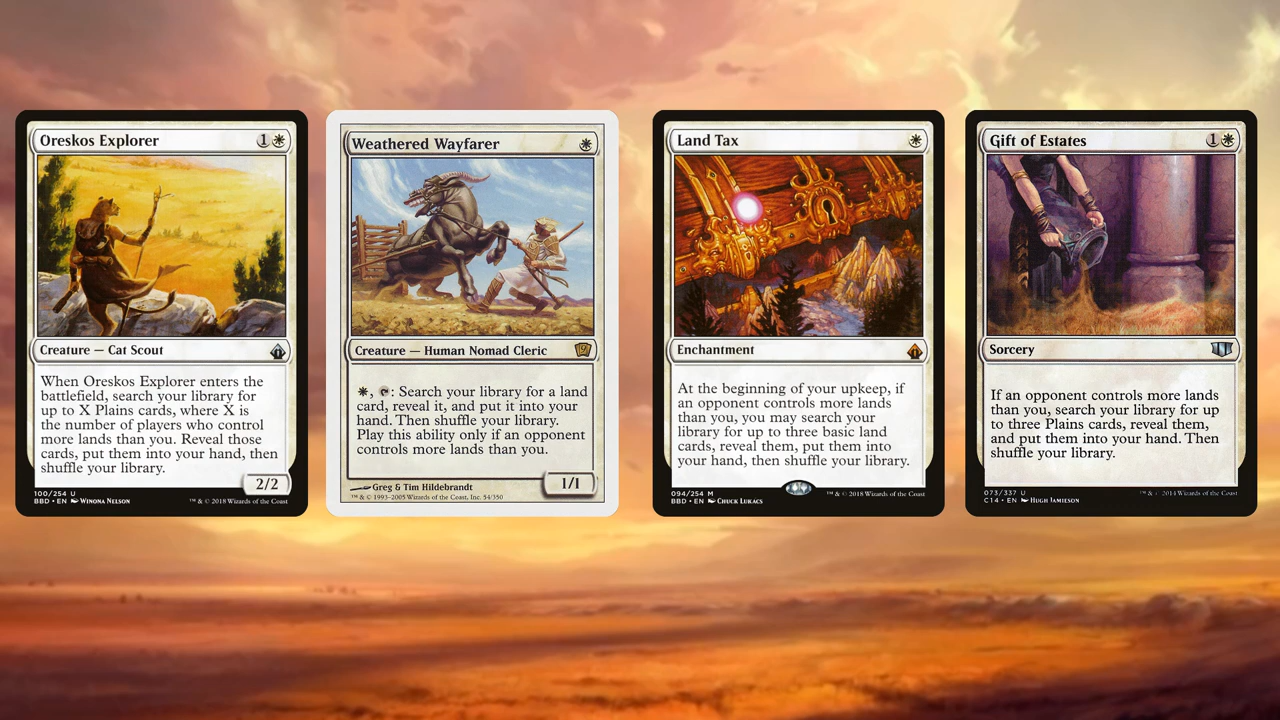 Oreskos Explorer 1
Creature — Cat Scout
When Oreskos Explorer enters the
battlefield, search your library for
up to X Plains cards, where X is
the number of players who control
more lands than you. Reveal those
cards, put them into your hand, then
shuffle your library.
2/2
100/254 U
BBD • EN Winona Nelson
™ & © 2018 Wizards of the Coast
Weathered Wayfarer
Creature — Human Nomad Cleric
9
: Search your library for a land
card, reveal it, and put it into your
hand. Then shuffle your library.
Play this ability only if an opponent
controls more lands than you.
1/1
Greg & Tim Hildebrandt
™ & © 1993–2005 Wizards of the Coast, Inc. 54/350
Land Tax
Enchantment
At the beginning of your upkeep, if
an opponent controls more lands
than you, you may search your
library for up to three basic land
cards, reveal them, put them into
your hand, then shuffle your library.
094/254 M
BBD • EN Chuck Lukacs
™ & © 2018 Wizards of the Coast
Gift of Estates 1
Sorcery
If an opponent controls more lands
than you, search your library for up
to three Plains cards, reveal them,
and put them into your hand. Then
shuffle your library.
073/337 U
C14 • EN Hugh Jamieson
™ & © 2014 Wizards of the Coast